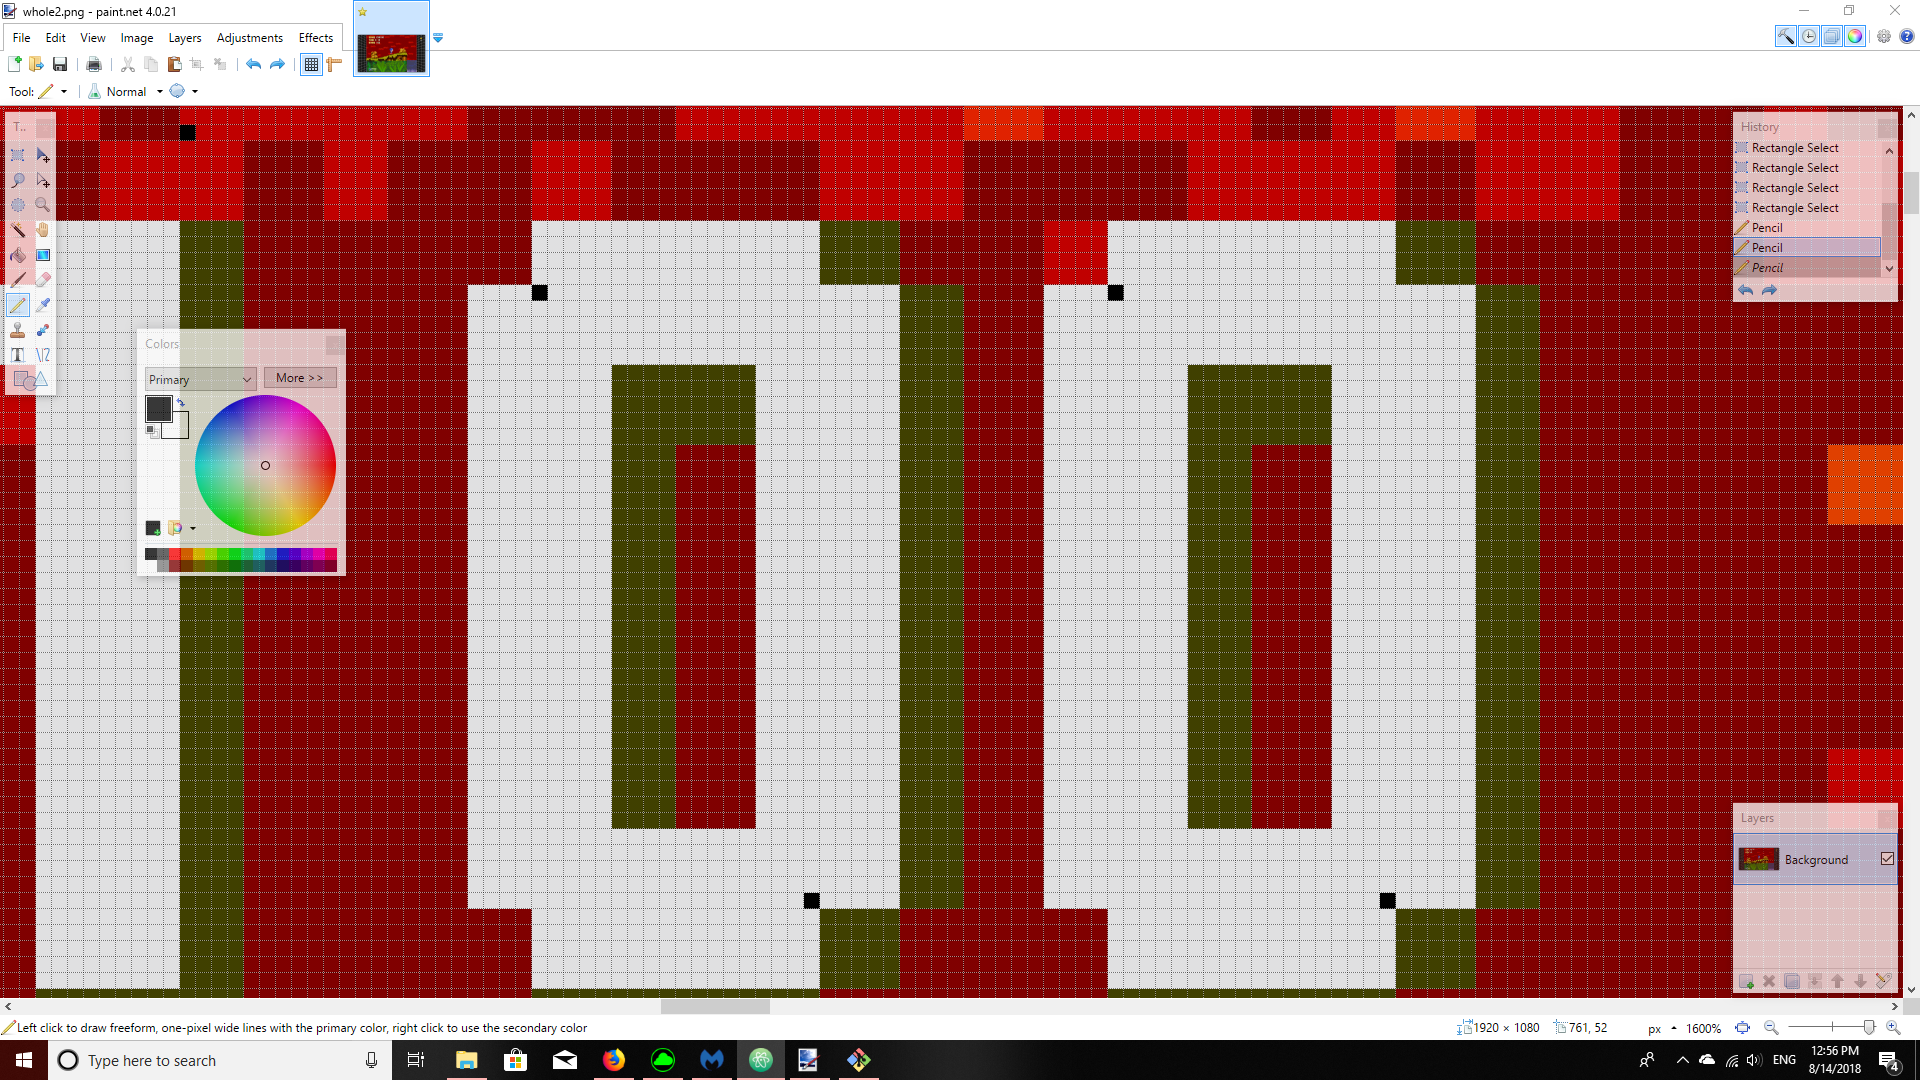 whole2.png - paint.net 4.0.21
File Edit View Image Layers Adjustments Effects
Tool: Normal
T..
History
Rectangle Select
Rectangle Select
Rectangle Select
Rectangle Select
Pencil
Pencil
Pencil
Colors
Primary More >>
00
Layers
Background
Left click to draw freeform, one-pixel wide lines with the primary color, right click to use the secondary color
1920 × 1080 761, 52 px 1600%
Type here to search
ENG
12:56 PM
8/14/2018
4